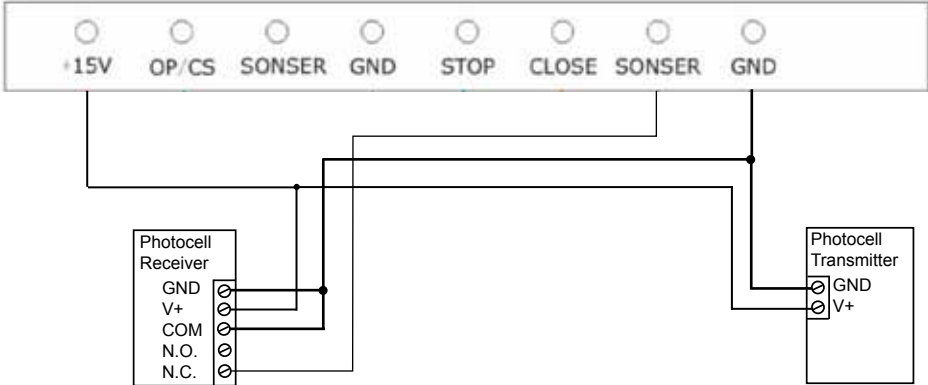 +15V OP/CS SONSER GND STOP CLOSE SONSER GND
Photocell
Receiver
GND
V+
COM
N.O.
N.C.
Photocell
Transmitter
GND
V+